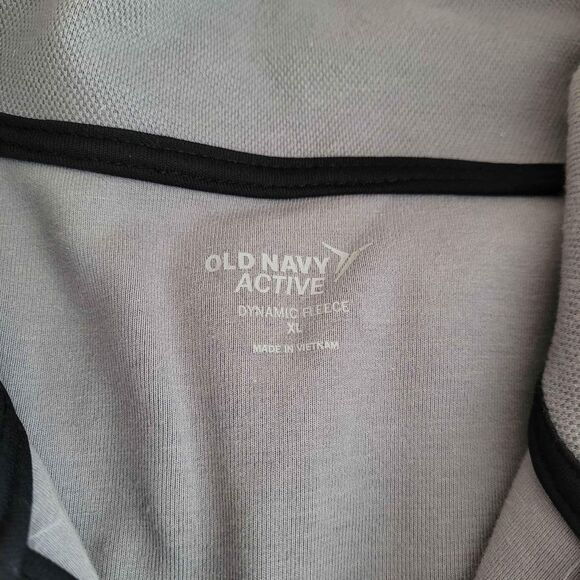 OLD NAVY
ACTIVE
DYNAMIC FLEECE
XL
MADE IN VIETNAM